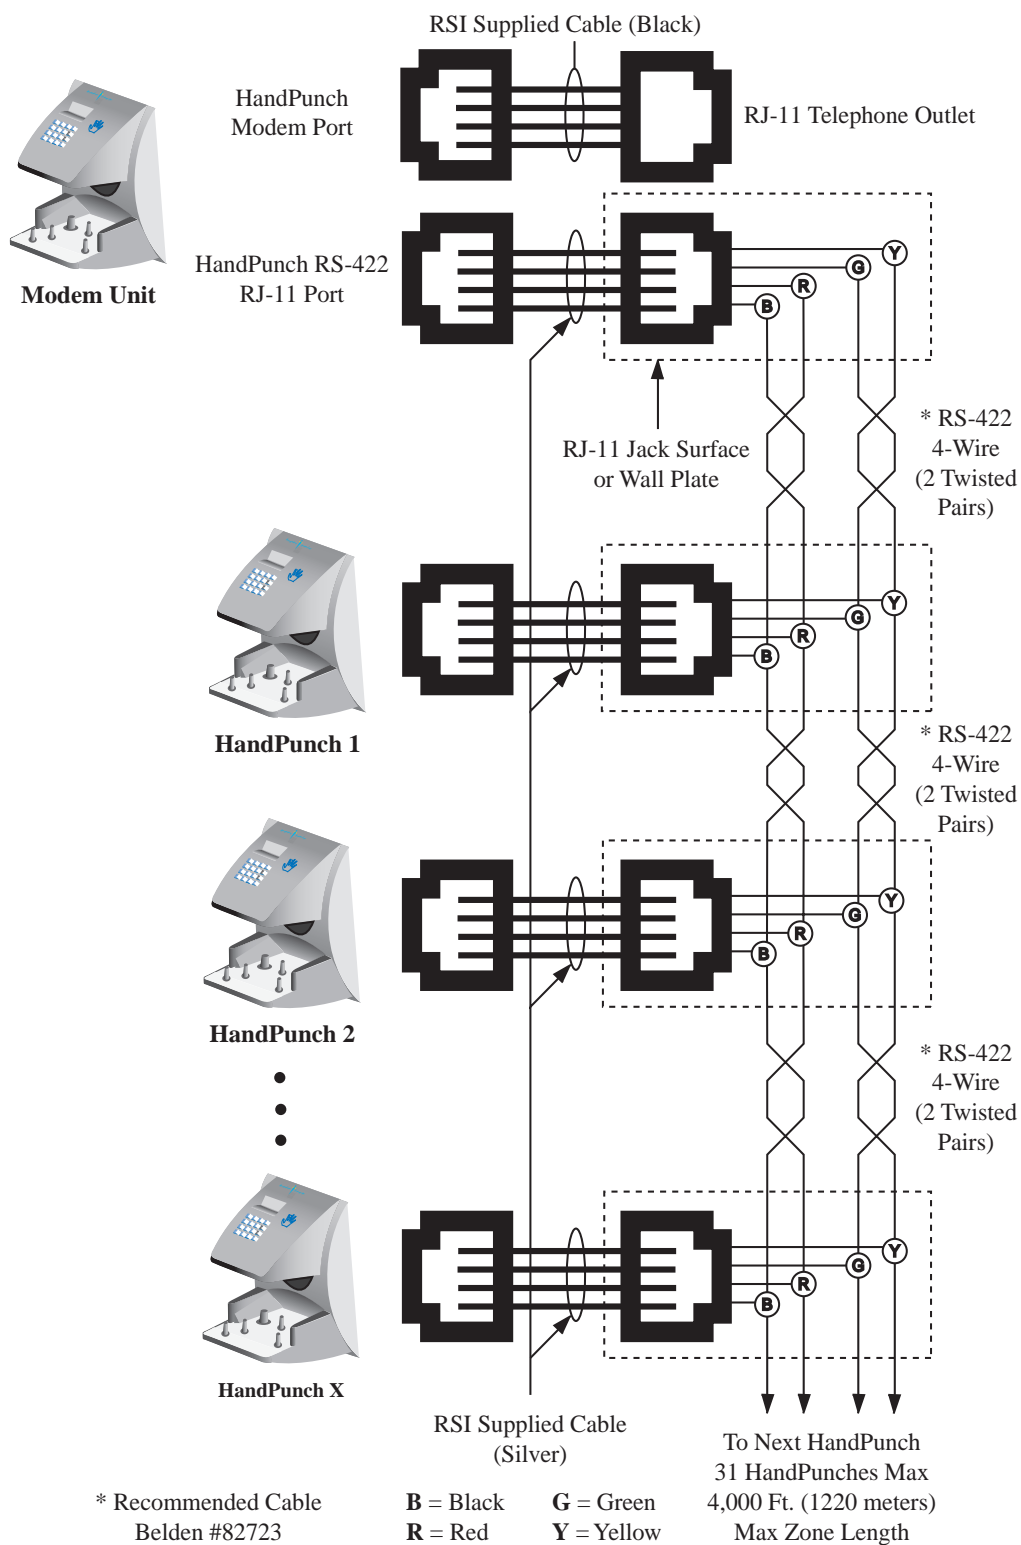 RSI Supplied Cable (Black)
HandPunch
Modem Port
RJ-11 Telephone Outlet
Modem Unit
HandPunch RS-422
RJ-11 Port
Y
G
R
B
RJ-11 Jack Surface
or Wall Plate
* RS-422
4-Wire
(2 Twisted
Pairs)
HandPunch 1
Y
G
R
B
* RS-422
4-Wire
(2 Twisted
Pairs)
HandPunch 2
Y
G
R
B
* RS-422
4-Wire
(2 Twisted
Pairs)
HandPunch X
Y
G
R
B
RSI Supplied Cable
(Silver)
To Next HandPunch
31 HandPunches Max
4,000 Ft. (1220 meters)
Max Zone Length
* Recommended Cable
Belden #82723
B = Black
G = Green
R = Red
Y = Yellow